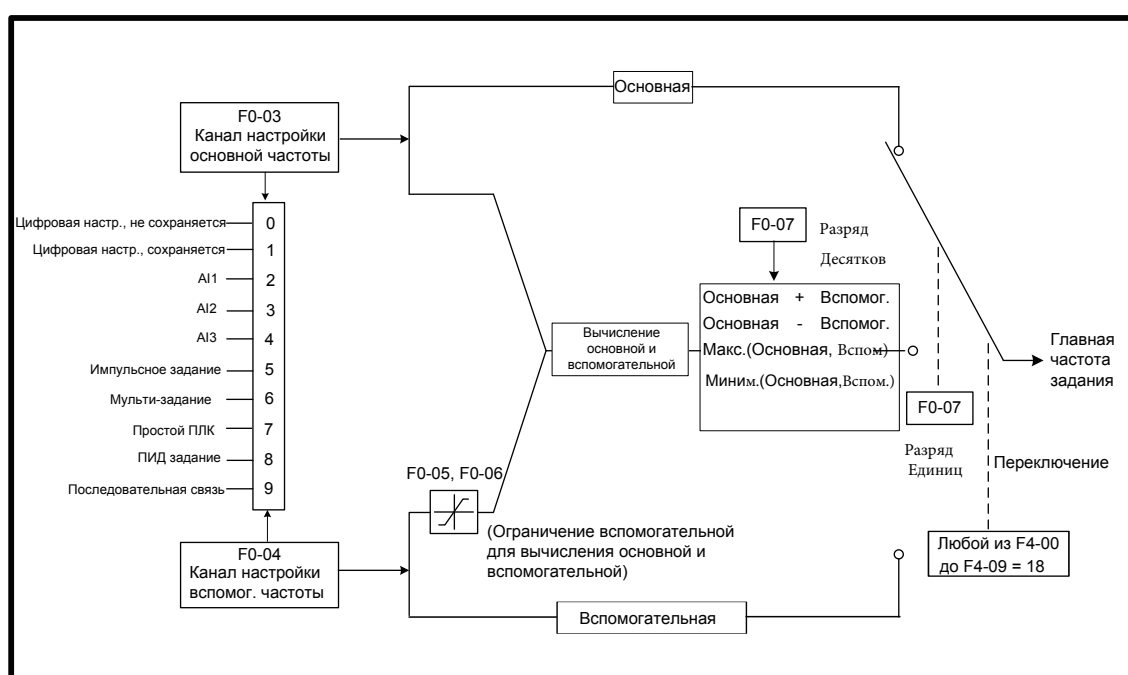 Основная
F0-03
Канал настройки
основной частоты
Цифровая настр., не сохраняется
0
Цифровая настр., сохраняется
1
AI1
2
AI2
3
AI3
4
Импульсное задание
5
Мульти-задание
6
Простой ПЛК
7
ПИД задание
8
Последовательная связь
9
F0-04
Канал настройки
вспомог. частоты
F0-05, F0-06
(Ограничение вспомогательной
для вычисления основной и
вспомогательной)
Вспомогательная
Вычисление
основной и
вспомогательной
F0-07
Разряд
Десятков
Основная + Вспомог.
Основная - Вспомог.
Макс.(Основная, Вспом)
Миним.(Основная,Вспом.)
F0-07
Разряд
Единиц
Переключение
Любой из F4-00
до F4-09 = 18
Главная
частота
задания